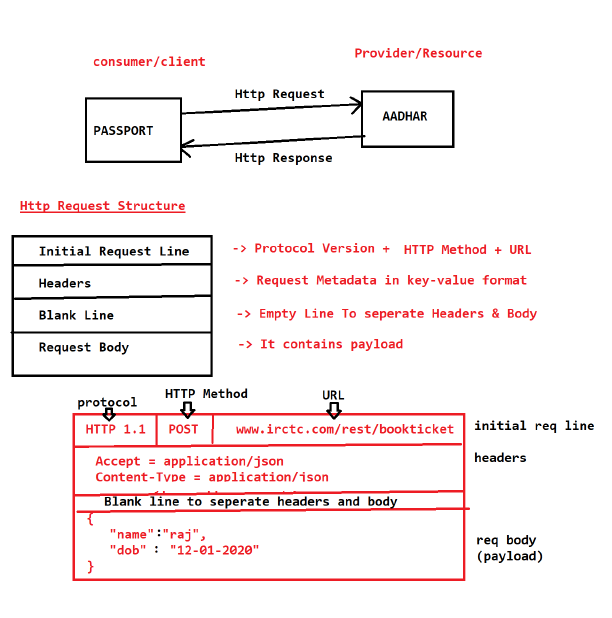 Provider/Resource
consumer/client
Http Request
PASSPORT
AADHAR
Http Response
Http Request Structure
Initial Request Line -> Protocol Version + HTTP Method + URL
Headers -> Request Metadata in key-value format
Blank Line -> Empty Line To seperate Headers & Body
Request Body -> It contains payload
protocol HTTP Method URL
HTTP 1.1 POST www.irctc.com/rest/bookticket initial req line
headers
Accept = application/json
Content-Type = application/json
Blank line to seperate headers and body
{
"name":"raj",
"dob" : "12-01-2020"
}
req body
(payload)